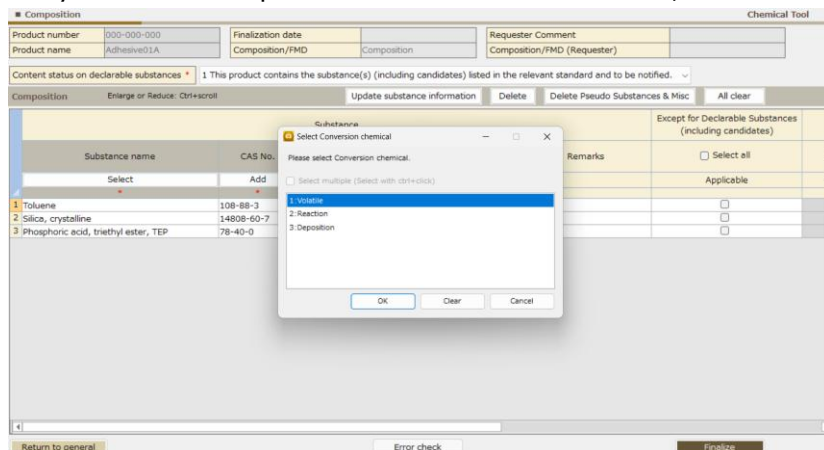 Composition Chemical Tool
Product number 000-000-000 Finalization date Requester Comment
Product name Adhesive01A Composition/FMD Composition Composition/FMD (Requester)
Content status on declarable substances * 1 This product contains the substance(s) (including candidates) listed in the relevant standard and to be notified.
Composition Enlarge or Reduce: Ctrl+scroll Update substance information Delete Delete Pseudo Substances & Misc All clear
Substance Except for Declarable Substances
(including candidates)
Select Conversion chemical
Substance name CAS No. Please select Conversion chemical. Remarks Select all
Select Add Select multiple (Select with ctrl+click) Applicable
* *
1:Volatile
1 Toluene 108-88-3
2:Reaction
2 Silica, crystalline 14808-60-7
3:Deposition
3 Phosphoric acid, triethyl ester, TEP 78-40-0
OK Clear Cancel
Return to general Error check Finalize